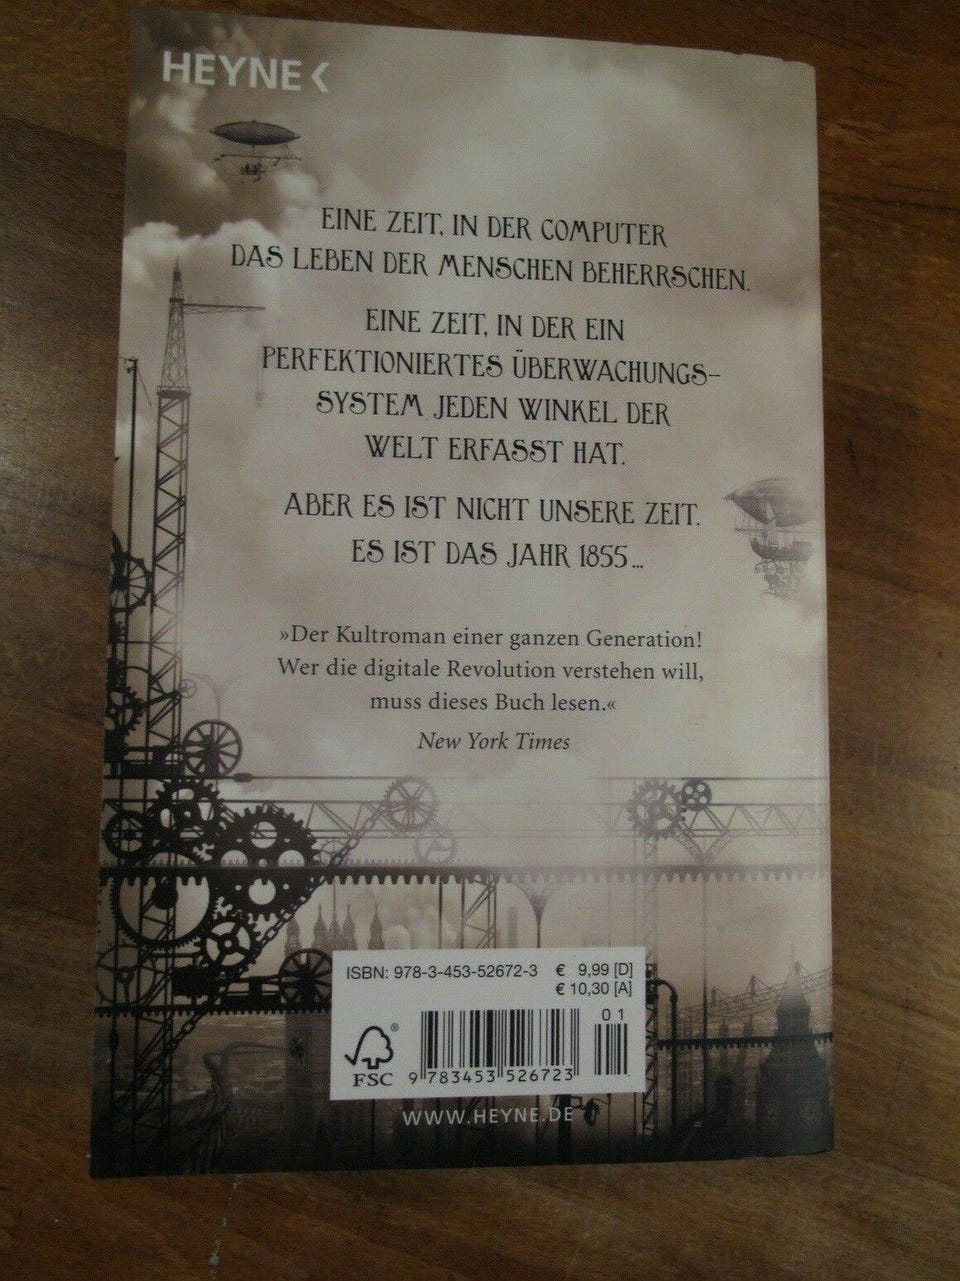 HEYNE <
EINE ZEIT, IN DER COMPUTER
DAS LEBEN DER MENSCHEN BEHERRSCHEN.
EINE ZEIT, IN DER EIN
PERFEKTIONIERTES ÜBERWACHUNGS-
SYSTEM JEDEN WINKEL DER
WELT ERFASST HAT.
ABER ES IST NICHT UNSERE ZEIT.
ES IST DAS JAHR 1855...
»Der Kultroman einer ganzen Generation!
Wer die digitale Revolution verstehen will,
muss dieses Buch lesen.«
New York Times
ISBN: 978-3-453-52672-3 € 9,99 [D]
€ 10,30 [A]
01
®
FSC
9 783453 526723
WWW.HEYNE.DE